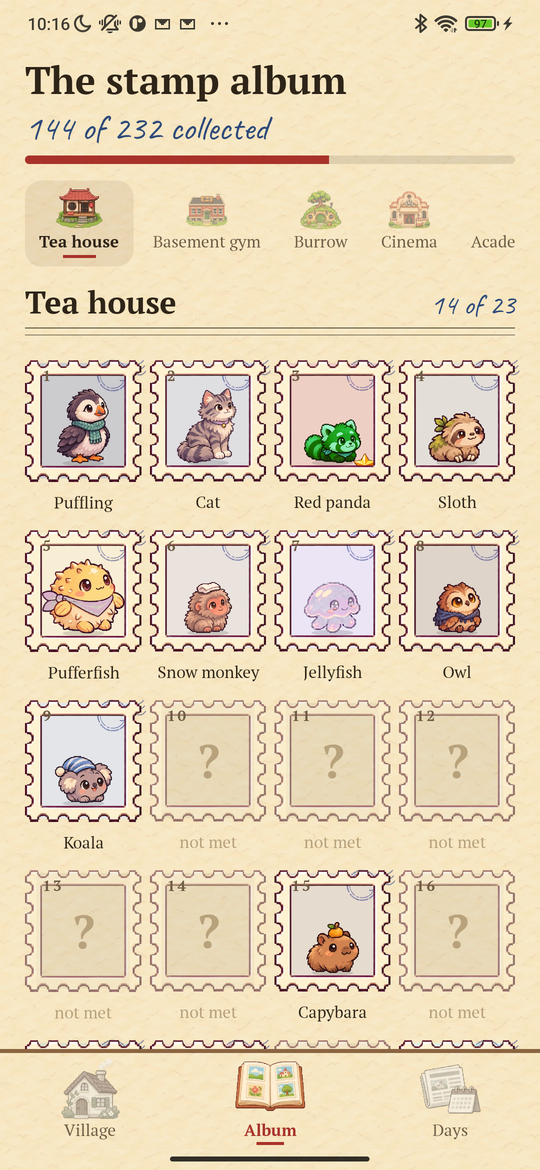 10:16
97
The stamp album
144 of 232 collected
Tea house
Basement gym
Burrow
Cinema
Acade
Tea house
14 of 23
1
2
3
4
Puffling
Cat
Red panda
Sloth
5
6
7
8
Pufferfish
Snow monkey
Jellyfish
Owl
9
10
11
12
?
?
?
Koala
not met
not met
not met
13
14
15
16
?
?
?
not met
not met
Capybara
not met
Village
Album
Days